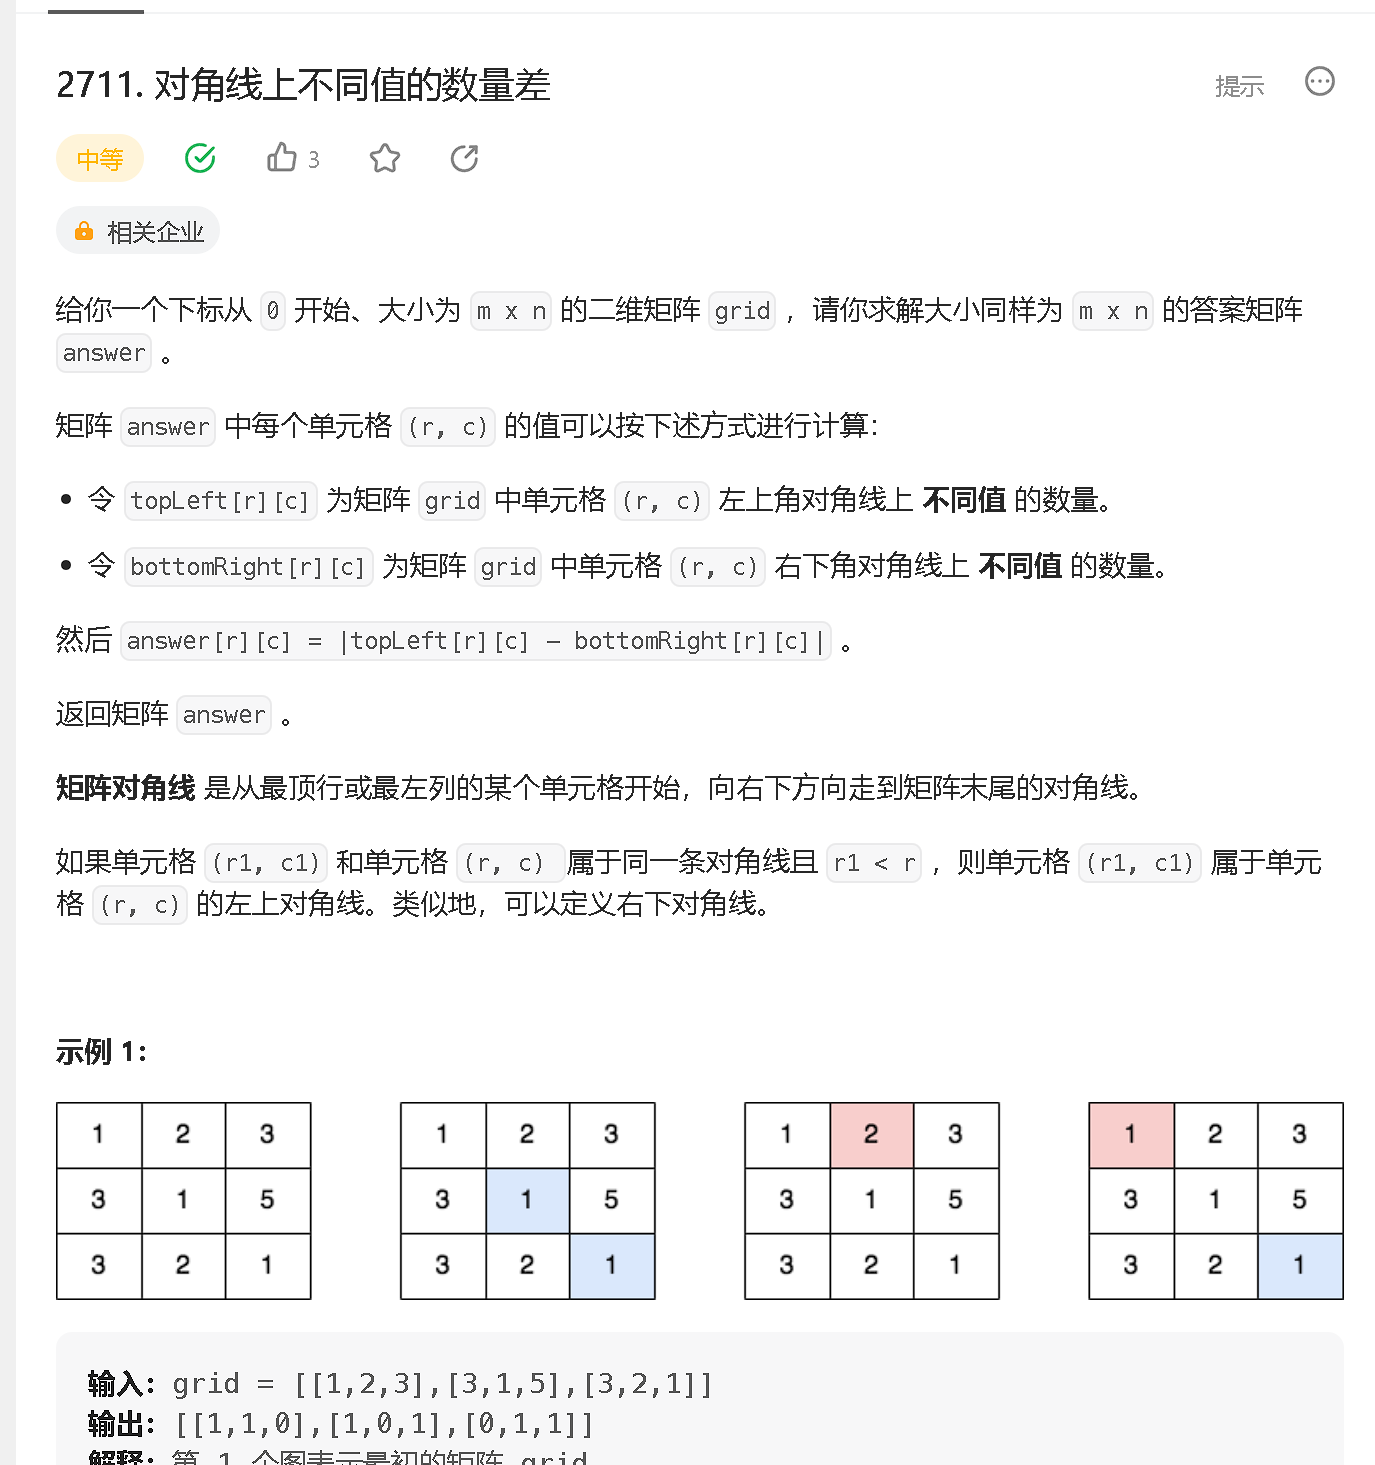 2711. 对角线上不同值的数量差
提示
中等
3
相关企业
给你一个下标从 0 开始、大小为 m x n 的二维矩阵 grid ，请你求解大小同样为 m x n 的答案矩阵
answer 。
矩阵 answer 中每个单元格 (r, c) 的值可以按下述方式进行计算：
• 令 topLeft[r][c] 为矩阵 grid 中单元格 (r, c) 左上角对角线上 不同值 的数量。
• 令 bottomRight[r][c] 为矩阵 grid 中单元格 (r, c) 右下角对角线上 不同值 的数量。
然后 answer[r][c] = |topLeft[r][c] - bottomRight[r][c]| 。
返回矩阵 answer 。
矩阵对角线 是从最顶行或最左列的某个单元格开始，向右下方向走到矩阵末尾的对角线。
如果单元格 (r1, c1) 和单元格 (r, c) 属于同一条对角线且 r1 < r ，则单元格 (r1, c1) 属于单元
格 (r, c) 的左上对角线。类似地，可以定义右下对角线。
示例 1：
1 2 3 1 2 3 1 2 3 1 2 3
3 1 5 3 1 5 3 1 5 3 1 5
3 2 1 3 2 1 3 2 1 3 2 1
输入：grid = [[1,2,3],[3,1,5],[3,2,1]]
输出：[[1,1,0],[1,0,1],[0,1,1]]
解释：第 1 个图表示最初的矩阵 grid